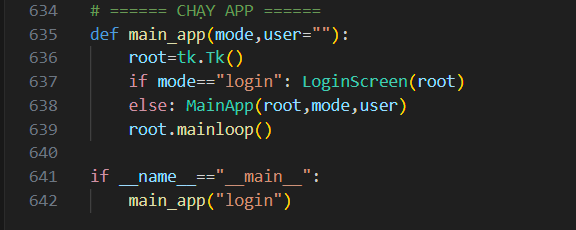 634 # ====== CHẠY APP ======
635 def main_app(mode,user=""):
636     root=tk.Tk()
637     if mode=="login": LoginScreen(root)
638     else: MainApp(root,mode,user)
639     root.mainloop()
640
641 if __name__=="__main__":
642     main_app("login")